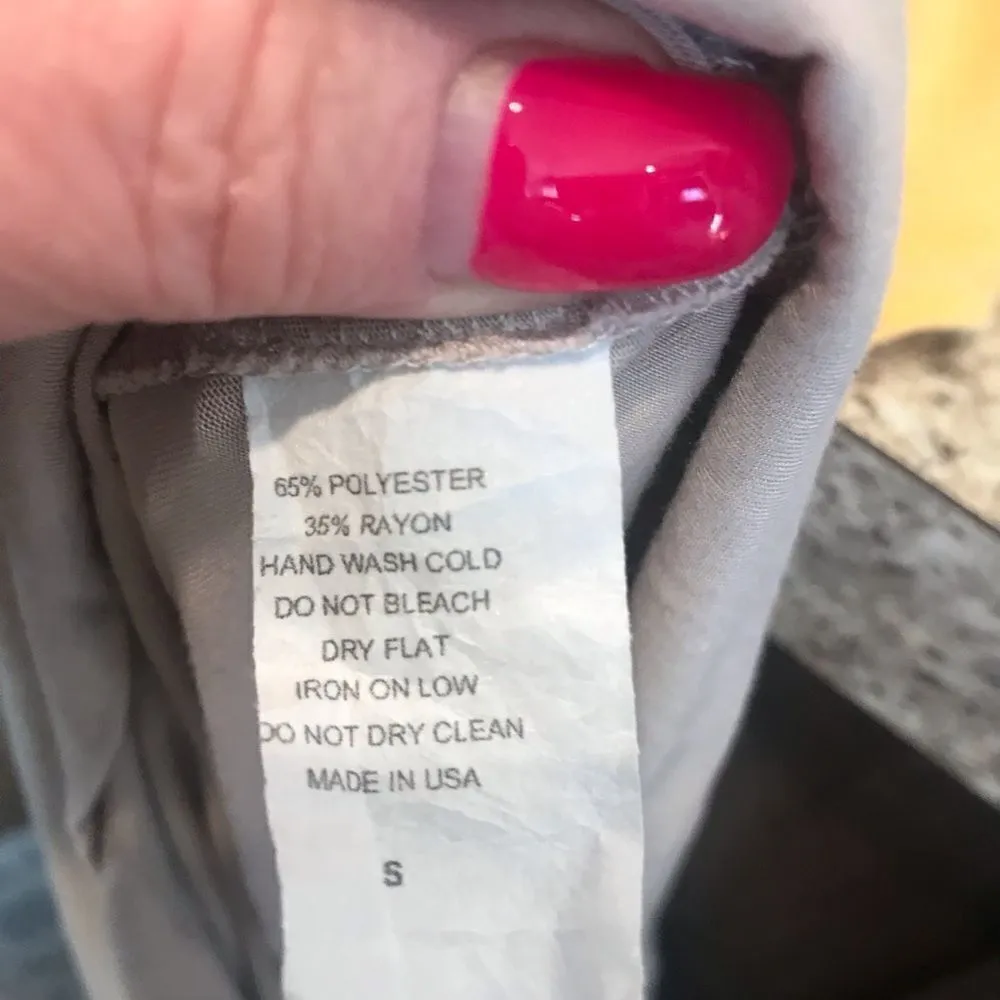 65% POLYESTER
35% RAYON
HAND WASH COLD
DO NOT BLEACH
DRY FLAT
IRON ON LOW
DO NOT DRY CLEAN
MADE IN USA
S